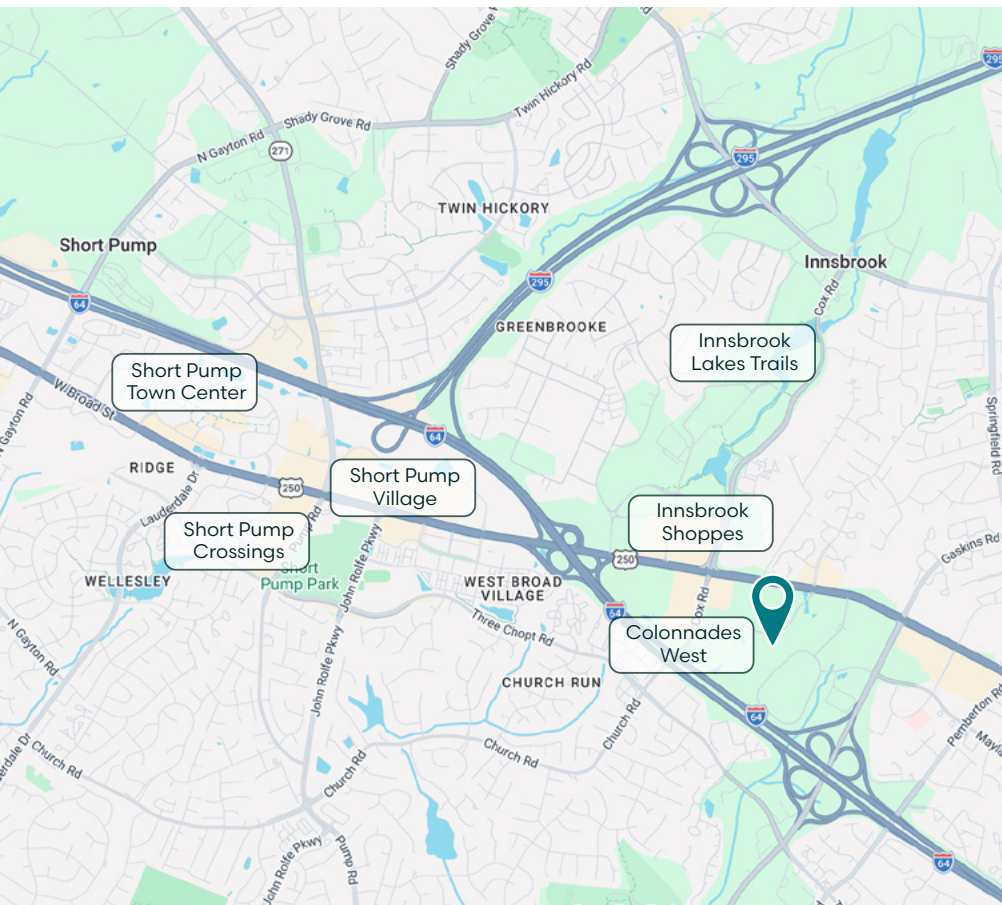 Shady Grove
295
Twin Hickory Rd
Shady Grove Rd
N Gayton Rd
271
295
TWIN HICKORY
Short Pump
Innsbrook
295
64
Cox Rd
GREENBROOKE
Innsbrook
Lakes Trails
Short Pump
Town Center
W Broad St
N Gayton Rd
Springfield Rd
64
RIDGE
Short Pump
Village
250
Lauderdale Dr
Innsbrook
Shoppes
Short Pump
Crossings
Pump Rd
John Rolfe Pkwy
250
Gaskins Rd
Short
Pump Park
WELLESLEY
WEST BROAD
VILLAGE
64
ox Rd
Three Chopt Rd
Colonnades
West
N Gayton Rd
John Rolfe Pkwy
CHURCH RUN
Church Rd
64
Pemberton Rd
Church Rd
Church Rd
Church Rd
John Rolfe Pkwy
Pump Rd
64